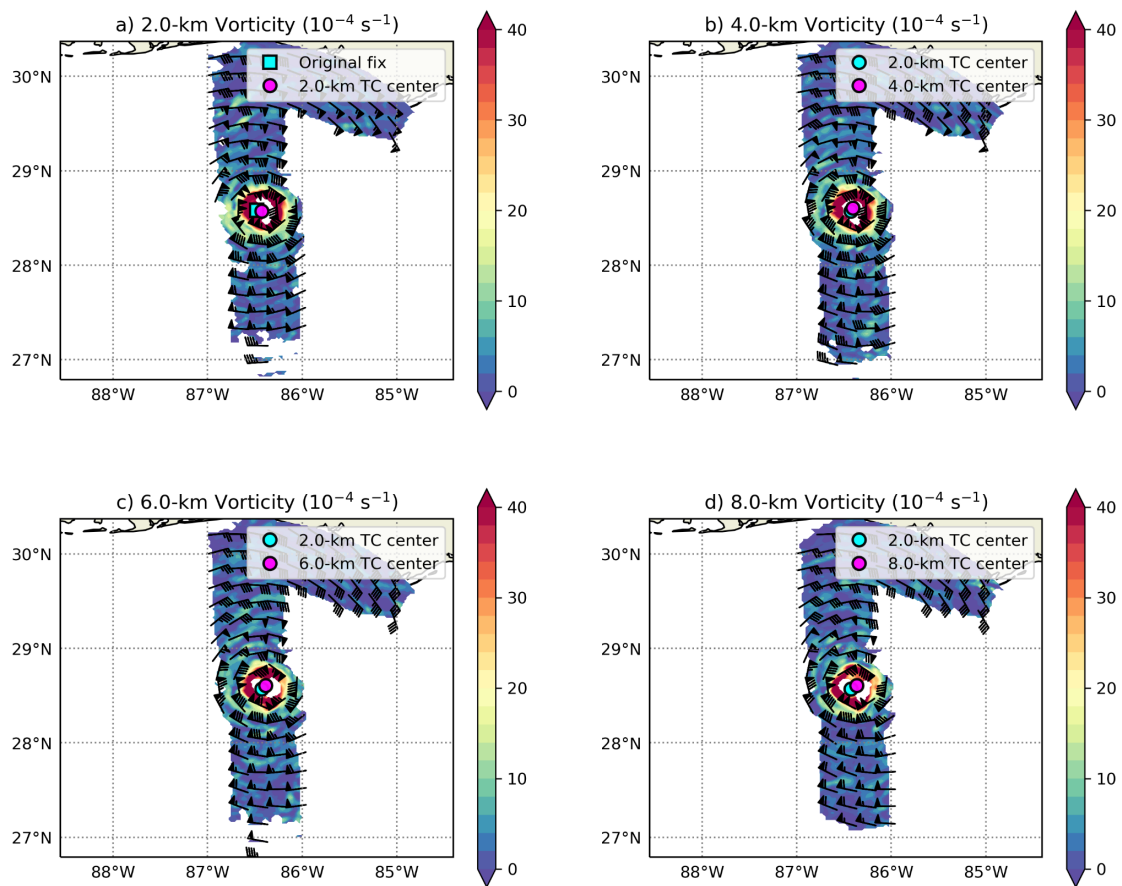 a) 2.0-km Vorticity (10⁻⁴ s⁻¹)
Original fix
2.0-km TC center
30°N
29°N
28°N
27°N
88°W 87°W 86°W 85°W
40
30
20
10
0
b) 4.0-km Vorticity (10⁻⁴ s⁻¹)
2.0-km TC center
4.0-km TC center
30°N
29°N
28°N
27°N
88°W 87°W 86°W 85°W
40
30
20
10
0
c) 6.0-km Vorticity (10⁻⁴ s⁻¹)
2.0-km TC center
6.0-km TC center
30°N
29°N
28°N
27°N
88°W 87°W 86°W 85°W
40
30
20
10
0
d) 8.0-km Vorticity (10⁻⁴ s⁻¹)
2.0-km TC center
8.0-km TC center
30°N
29°N
28°N
27°N
88°W 87°W 86°W 85°W
40
30
20
10
0